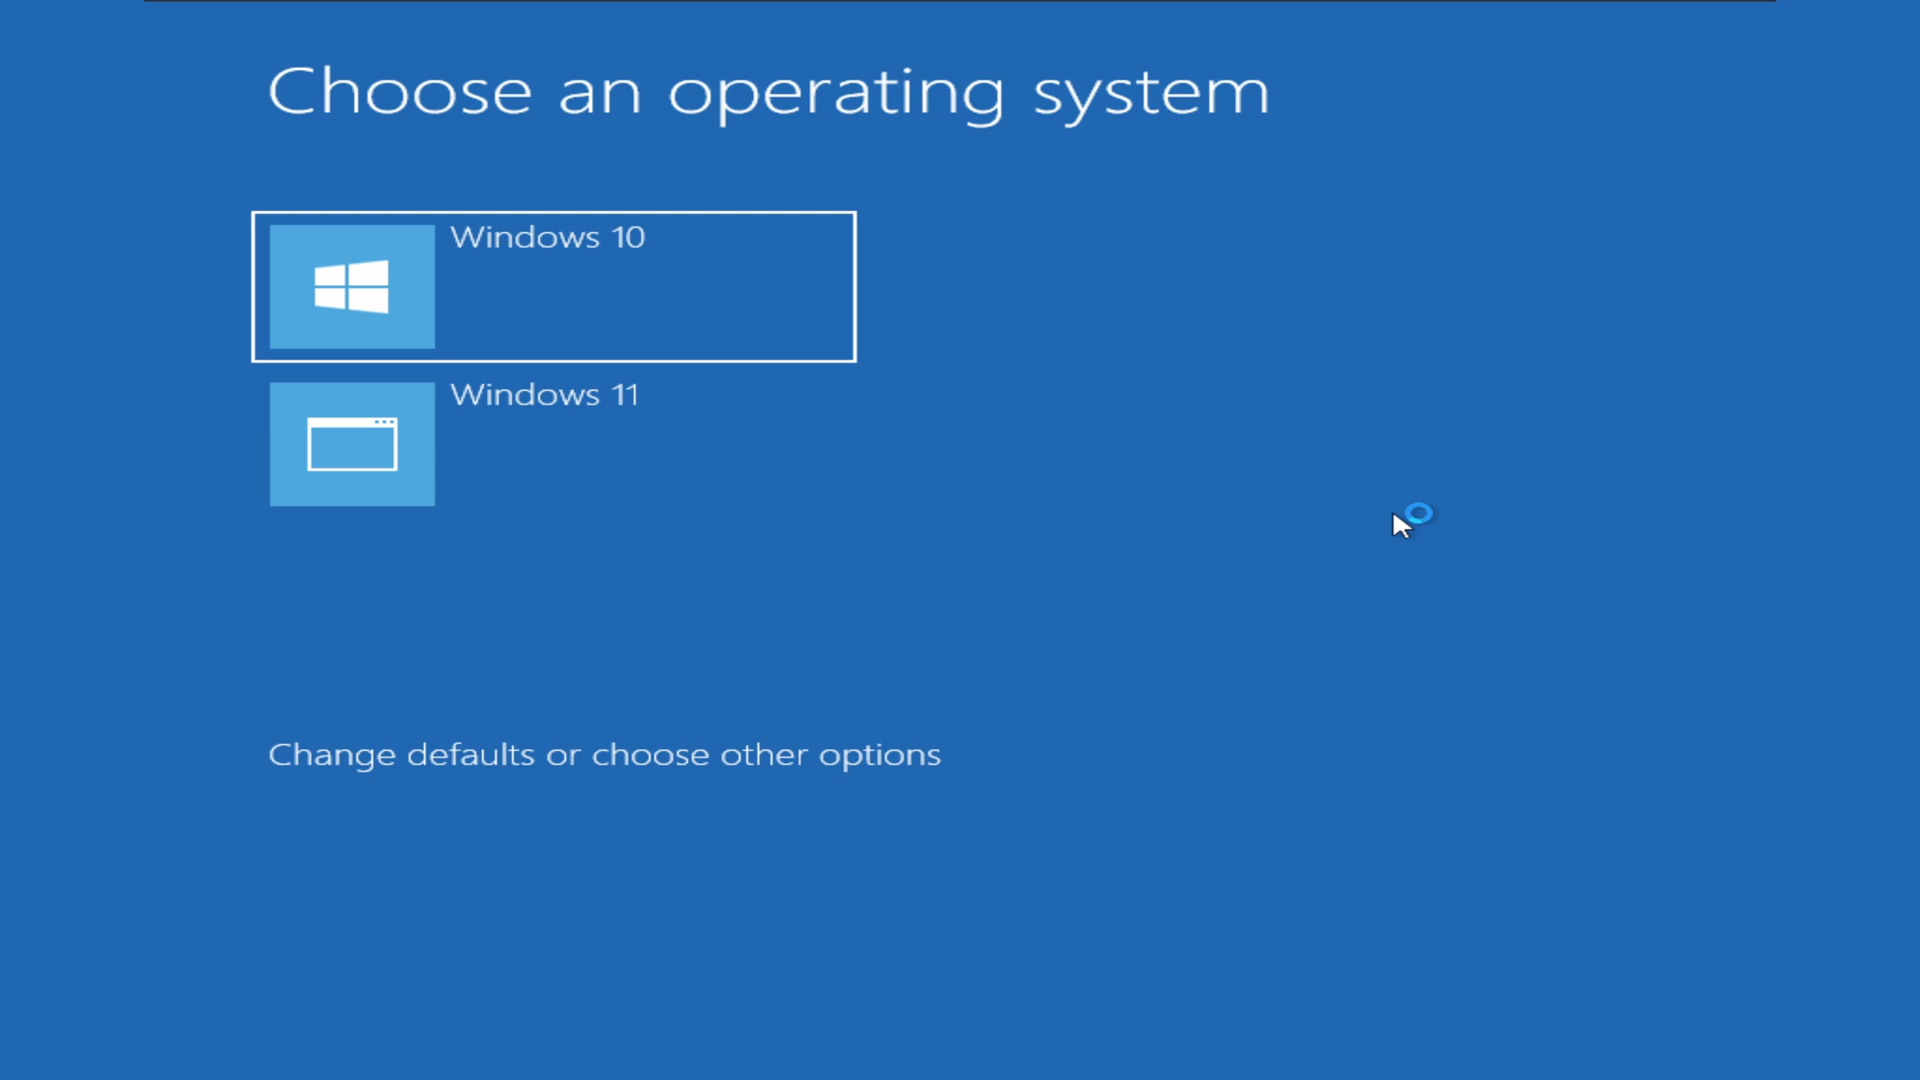 Choose an operating system
Windows 10
Windows 11
Change defaults or choose other options